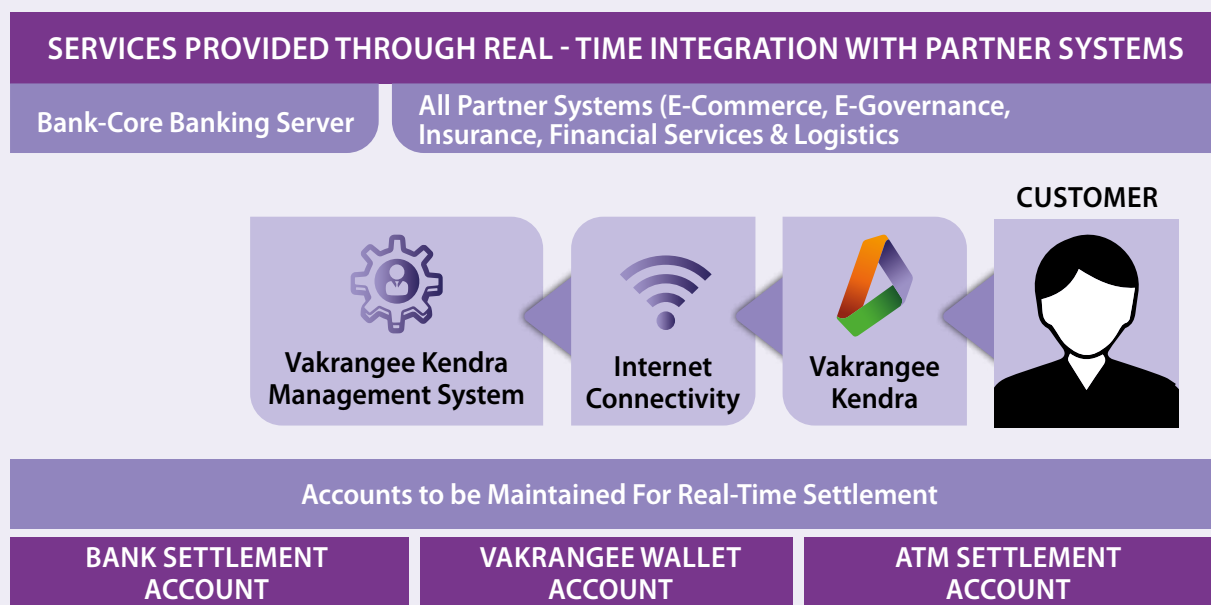 SERVICES PROVIDED THROUGH REAL - TIME INTEGRATION WITH PARTNER SYSTEMS
Bank-Core Banking Server
All Partner Systems (E-Commerce, E-Governance,
Insurance, Financial Services & Logistics
CUSTOMER
Vakrangee Kendra
Management System
Internet
Connectivity
Vakrangee
Kendra
Accounts to be Maintained For Real-Time Settlement
BANK SETTLEMENT
ACCOUNT
VAKRANGEE WALLET
ACCOUNT
ATM SETTLEMENT
ACCOUNT